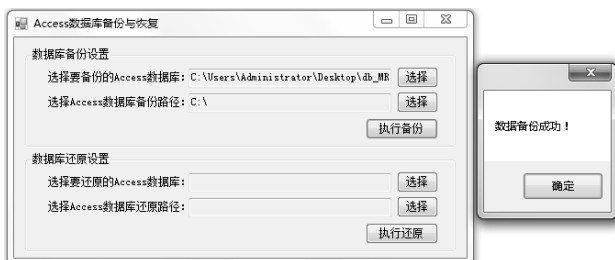 Access数据库备份与恢复
数据库备份设置
选择要备份的Access数据库: C:\Users\Administrator\Desktop\db_MR 选择
选择Access数据库备份路径: C:\ 选择
执行备份
数据库还原设置
选择要还原的Access数据库: 选择
选择Access数据库还原路径: 选择
执行还原
数据备份成功！
确定